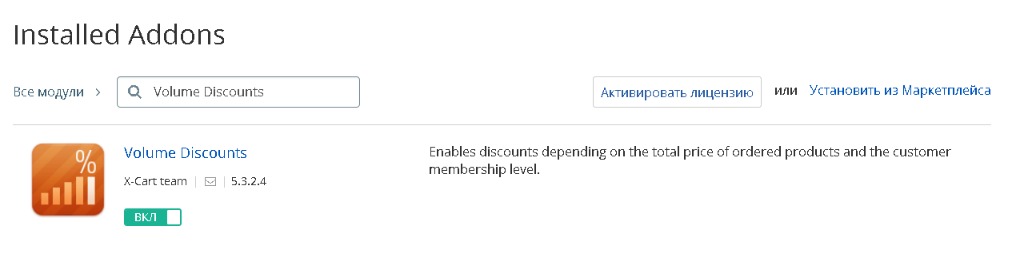 Installed Addons
Все модули > Volume Discounts Активировать лицензию или Установить из Маркетплейса
%
Volume Discounts
Enables discounts depending on the total price of ordered products and the customer
membership level.
X-Cart team | 5.3.2.4
ВКЛ